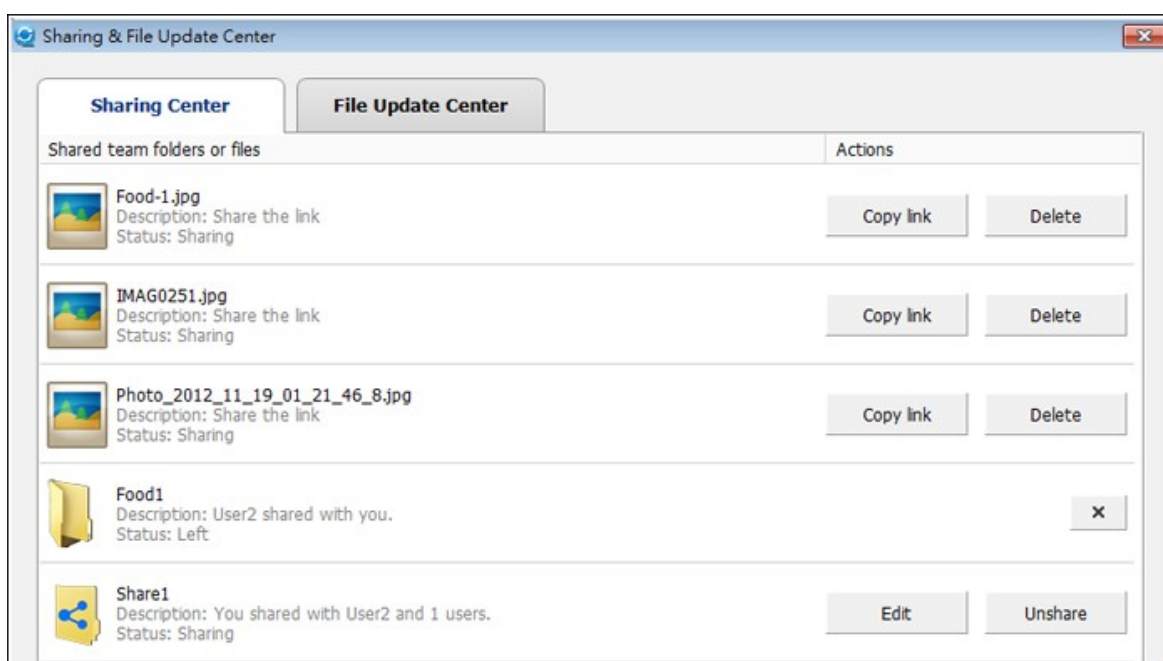 Sharing & File Update Center
Sharing Center
File Update Center
Shared team folders or files
Actions
Food-1.jpg
Description: Share the link
Status: Sharing
Copy link
Delete
IMAG0251.jpg
Description: Share the link
Status: Sharing
Copy link
Delete
Photo_2012_11_19_01_21_46_8.jpg
Description: Share the link
Status: Sharing
Copy link
Delete
Food1
Description: User2 shared with you.
Status: Left
Share1
Description: You shared with User2 and 1 users.
Status: Sharing
Edit
Unshare